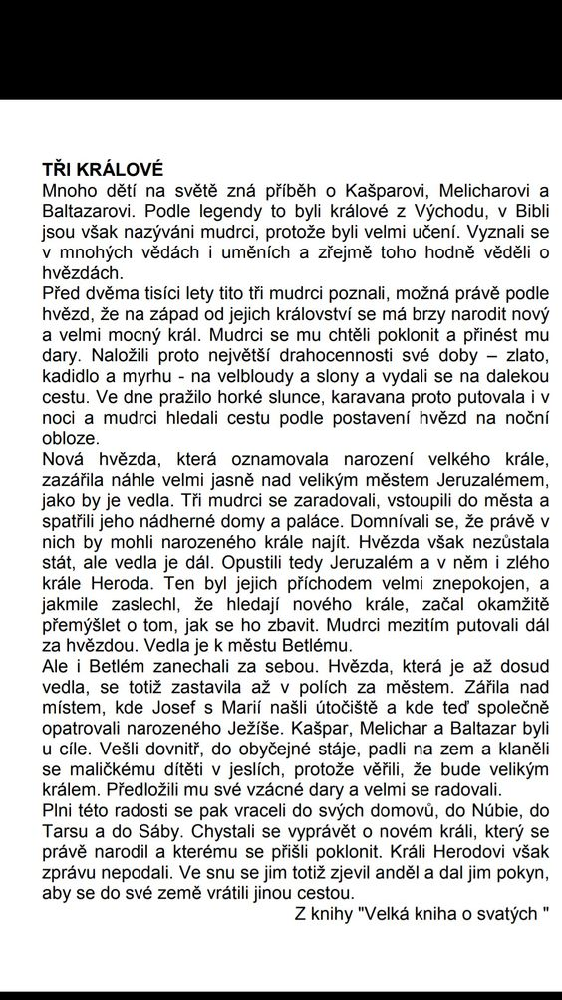 TŘI KRÁLOVÉ
Mnoho dětí na světě zná příběh o Kašparovi, Melicharovi a
Baltazarovi. Podle legendy to byli králové z Východu, v Bibli
jsou však nazýváni mudrci, protože byli velmi učení. Vyznali se
v mnohých vědách i uměních a zřejmě toho hodně věděli o
hvězdách.
Před dvěma tisíci lety tito tři mudrci poznali, možná právě podle
hvězd, že na západ od jejich království se má brzy narodit nový
a velmi mocný král. Mudrci se mu chtěli poklonit a přinést mu
dary. Naložili proto největší drahocennosti své doby – zlato,
kadidlo a myrhu - na velbloudy a slony a vydali se na dalekou
cestu. Ve dne pražilo horké slunce, karavana proto putovala i v
noci a mudrci hledali cestu podle postavení hvězd na noční
obloze.
Nová hvězda, která oznamovala narození velkého krále,
zazářila náhle velmi jasně nad velikým městem Jeruzalémem,
jako by je vedla. Tři mudrci se zaradovali, vstoupili do města a
spatřili jeho nádherné domy a paláce. Domnívali se, že právě v
nich by mohli narozeného krále najít. Hvězda však nezůstala
stát, ale vedla je dál. Opustili tedy Jeruzalém a v něm i zlého
krále Heroda. Ten byl jejich příchodem velmi znepokojen, a
jakmile zaslechl, že hledají nového krále, začal okamžitě
přemýšlet o tom, jak se ho zbavit. Mudrci mezitím putovali dál
za hvězdou. Vedla je k městu Betlému.
Ale i Betlém zanechali za sebou. Hvězda, která je až dosud
vedla, se totiž zastavila až v polích za městem. Zářila nad
místem, kde Josef s Marií našli útočiště a kde teď společně
opatrovali narozeného Ježíše. Kašpar, Melichar a Baltazar byli
u cíle. Vešli dovnitř, do obyčejné stáje, padli na zem a klaněli
se maličkému dítěti v jeslích, protože věřili, že bude velikým
králem. Předložili mu své vzácné dary a velmi se radovali.
Plni této radosti se pak vraceli do svých domovů, do Núbie, do
Tarsu a do Sáby. Chystali se vyprávět o novém králi, který se
právě narodil a kterému se přišli poklonit. Králi Herodovi však
zprávu nepodali. Ve snu se jim totiž zjevil anděl a dal jim pokyn,
aby se do své země vrátili jinou cestou.
Z knihy "Velká kniha o svatých "